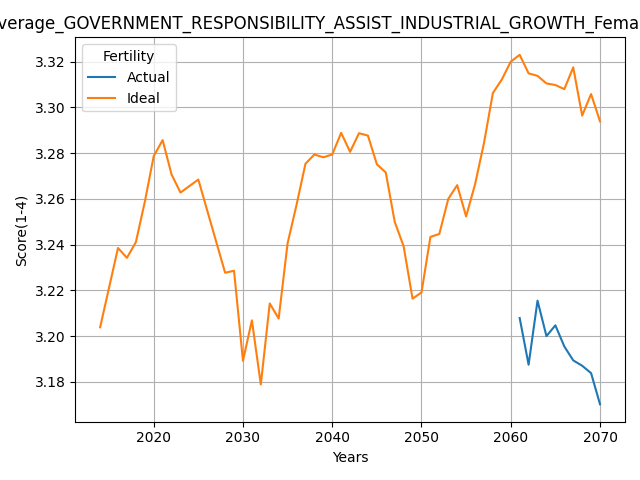 verage_GOVERNMENT_RESPONSIBILITY_ASSIST_INDUSTRIAL_GROWTH_Fema
Fertility
Actual
Ideal
Score(1-4)
3.32
3.30
3.28
3.26
3.24
3.22
3.20
3.18
2020 2030 2040 2050 2060 2070
Years